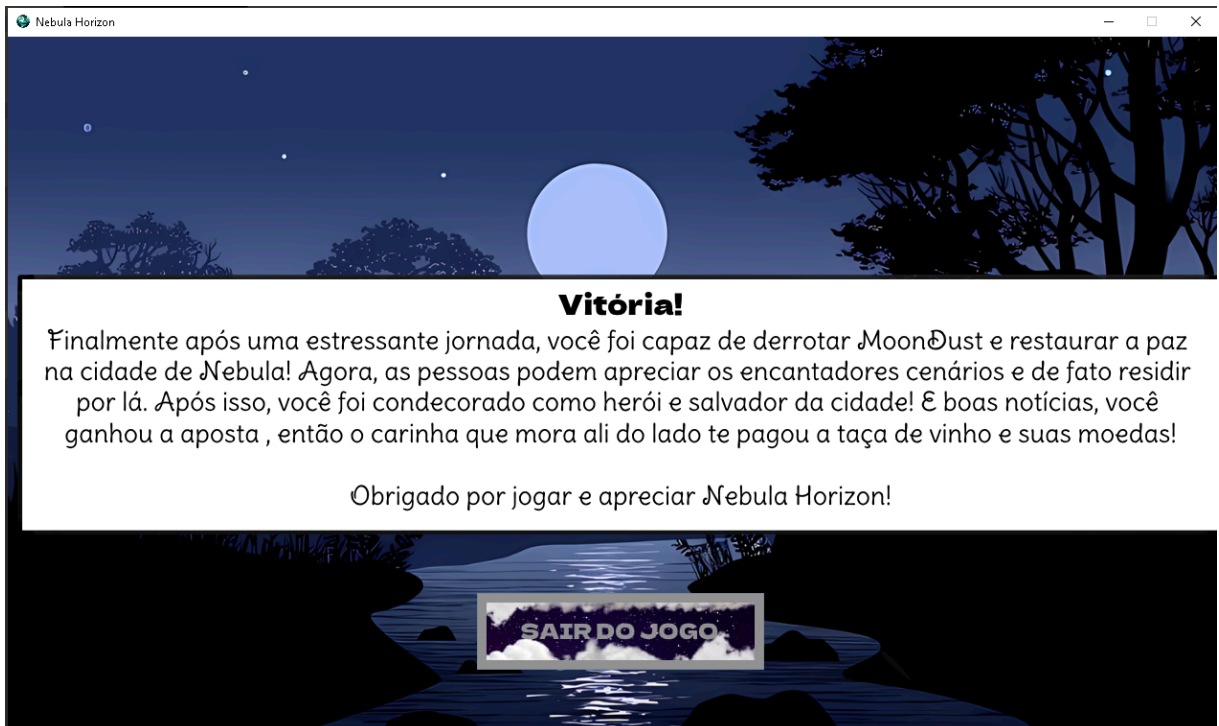 Nebula Horizon
Vitória!
Finalmente após uma estressante jornada, você foi capaz de derrotar MoonDust e restaurar a paz
na cidade de Nebula! Agora, as pessoas podem apreciar os encantadores cenários e de fato residir
por lá. Após isso, você foi condecorado como herói e salvador da cidade! E boas notícias, você
ganhou a aposta , então o carinha que mora ali do lado te pagou a taça de vinho e suas moedas!
Obrigado por jogar e apreciar Nebula Horizon!
SAIR DO JOGO